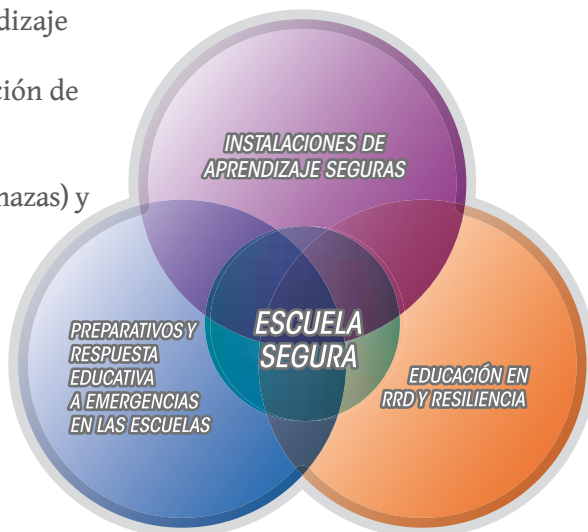 dizaje
ción de
nazas) y
INSTALACIONES DE
APRENDIZAJE SEGURAS
PREPARATIVOS Y
RESPUESTA
EDUCATIVA
A EMERGENCIAS
EN LAS ESCUELAS
ESCUELA
SEGURA
EDUCACIÓN EN
RRD Y RESILIENCIA